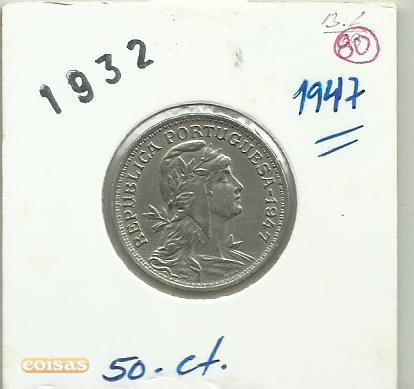 B.C
80
1932
1947
REPUBLICA PORTUGUESA·1947
50. ct.
coisas